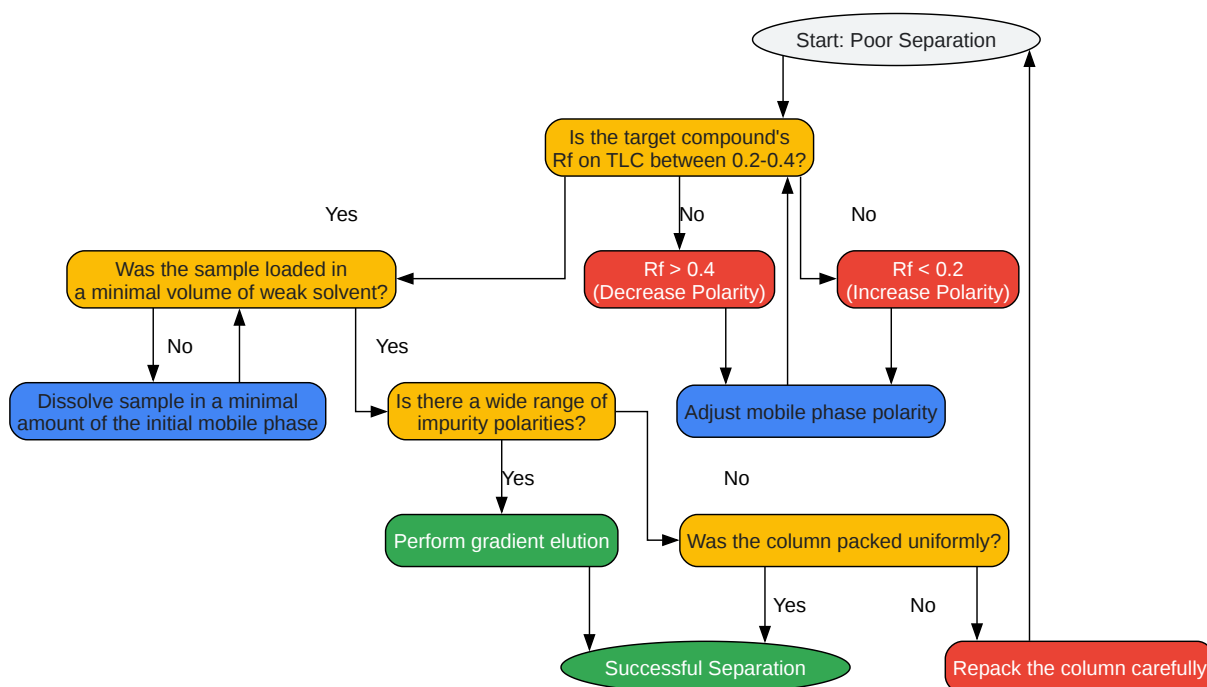 Start: Poor Separation
Is the target compound's
Rf on TLC between 0.2-0.4?
Yes
No
No
Was the sample loaded in
a minimal volume of weak solvent?
Rf > 0.4
(Decrease Polarity)
Rf < 0.2
(Increase Polarity)
No
Yes
Dissolve sample in a minimal
amount of the initial mobile phase
Is there a wide range of
impurity polarities?
Adjust mobile phase polarity
Yes
No
Perform gradient elution
Was the column packed uniformly?
Yes
No
Successful Separation
Repack the column carefully